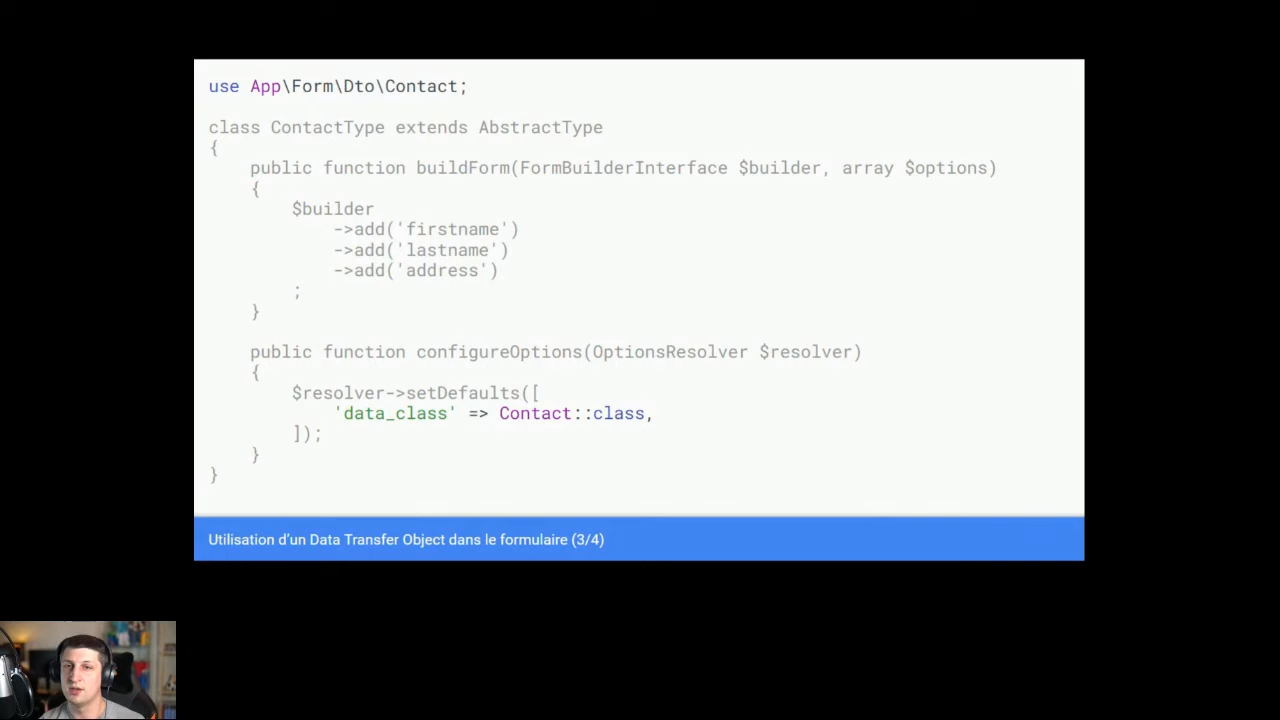 use App\Form\Dto\Contact;
class ContactType extends AbstractType
{
public function buildForm(FormBuilderInterface $builder, array $options)
{
$builder
->add('firstname')
->add('lastname')
->add('address')
;
}
public function configureOptions(OptionsResolver $resolver)
{
$resolver->setDefaults([
'data_class' => Contact::class,
]);
}
}
Utilisation d'un Data Transfer Object dans le formulaire (3/4)